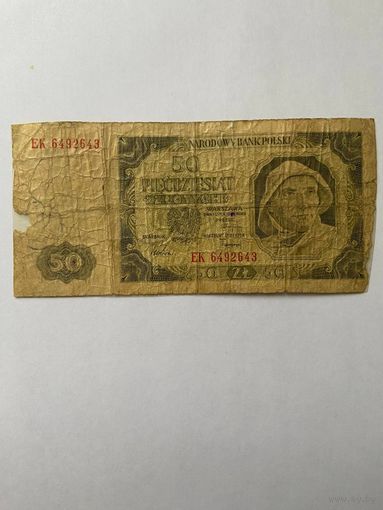 NARODOWY BANK POLSKI
EK 6492643
50
PIĘĆDZIESIĄT
ZŁOTYCH
WARSZAWA
EK 6492643
50
50 ZŁ 50